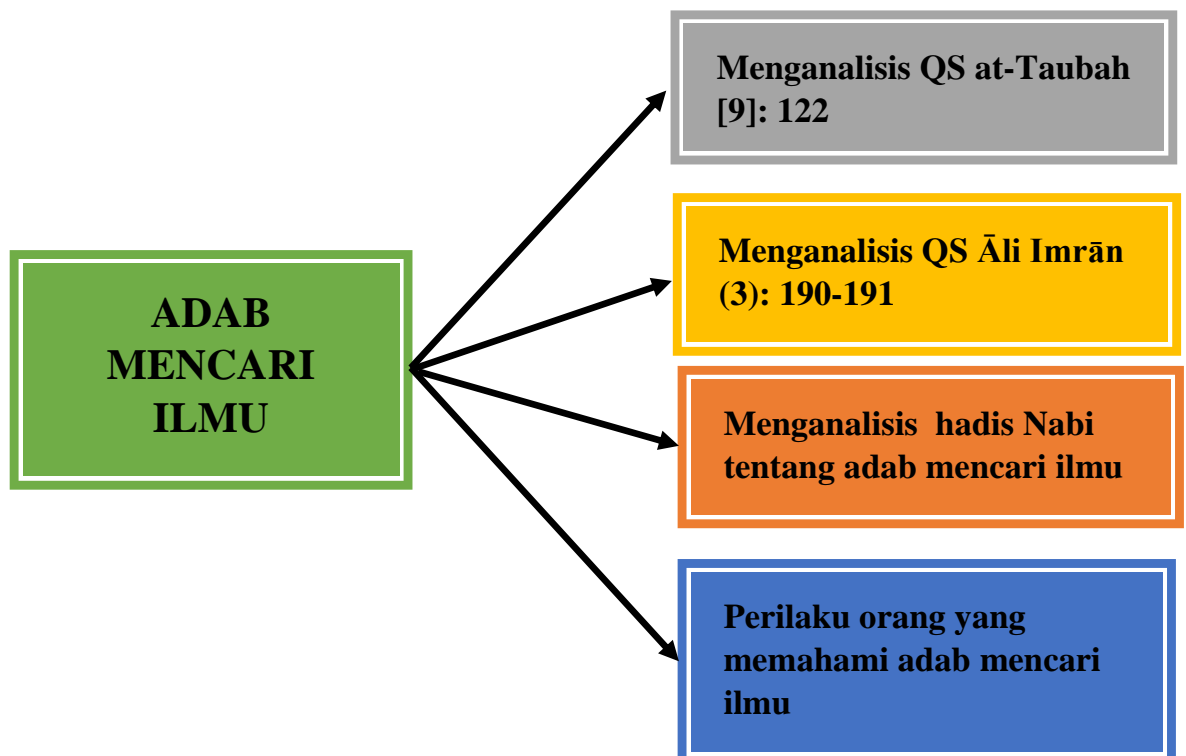 ADAB
MENCARI
ILMU
Menganalisis QS at-Taubah
[9]: 122
Menganalisis QS Āli Imrān
(3): 190-191
Menganalisis hadis Nabi
tentang adab mencari ilmu
Perilaku orang yang
memahami adab mencari
ilmu